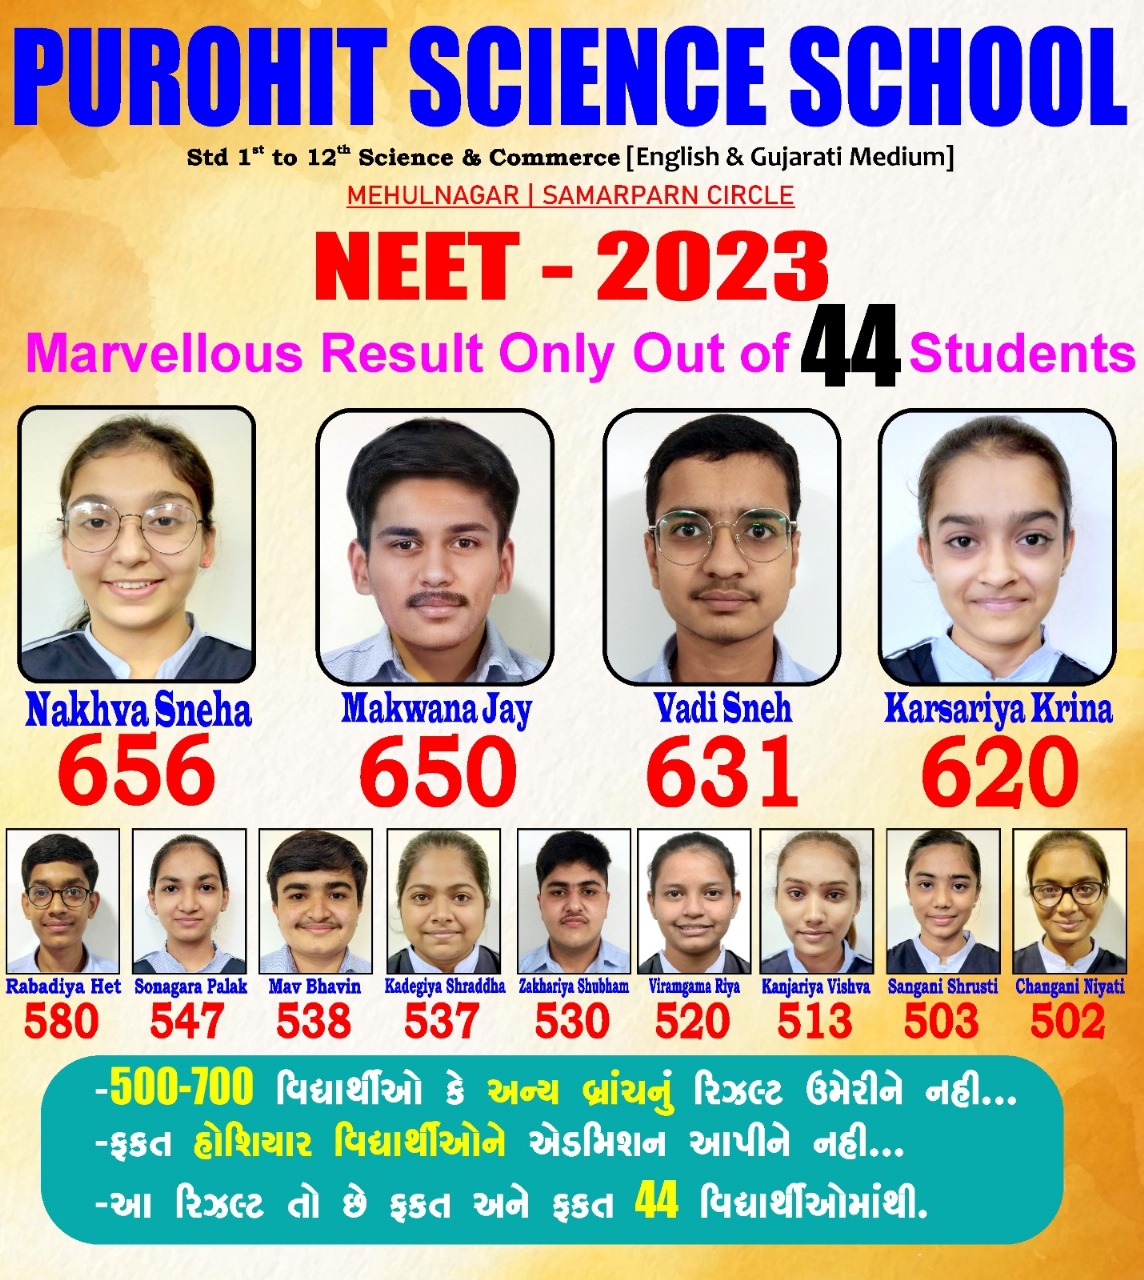 PUROHIT SCIENCE SCHOOL
Std 1st to 12th Science & Commerce [English & Gujarati Medium]
MEHULNAGAR | SAMARPARN CIRCLE
NEET - 2023
Marvellous Result Only Out of 44 Students
Nakhva Sneha Makwana Jay Vadi Sneh Karsariya Krina
656 650 631 620
Rabadiya Het Sonagara Palak Mav Bhavin Kadegiya Shraddha Zakhariya Shubham Viramgama Riya Kanjariya Vishva Sangani Shrusti Changani Niyati
580 547 538 537 530 520 513 503 502
-500-700 વિદ્યાર્થીઓ કે અન્ય બ્રાંચનું રિઝલ્ટ ઉમેરીને નહી...
-ફકત હોશિયાર વિદ્યાર્થીઓને એડમિશન આપીને નહી...
-આ રિઝલ્ટ તો છે ફકત અને ફકત 44 વિદ્યાર્થીઓમાંથી.